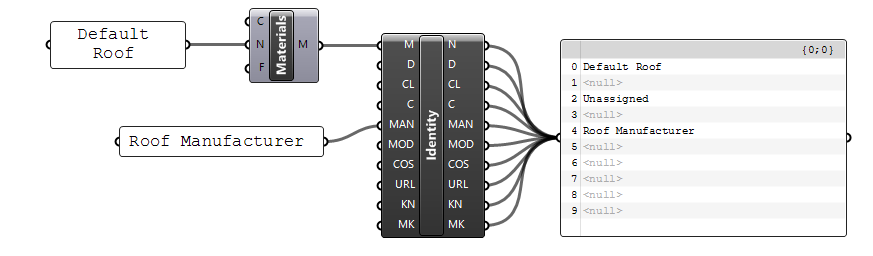 Default
Roof
C
N
F
Materials
M
Roof Manufacturer
M
D
CL
C
MAN
MOD
COS
URL
KN
MK
Identity
N
D
CL
C
MAN
MOD
COS
URL
KN
MK
{0;0}
0 Default Roof
1 <null>
2 Unassigned
3 <null>
4 Roof Manufacturer
5 <null>
6 <null>
7 <null>
8 <null>
9 <null>